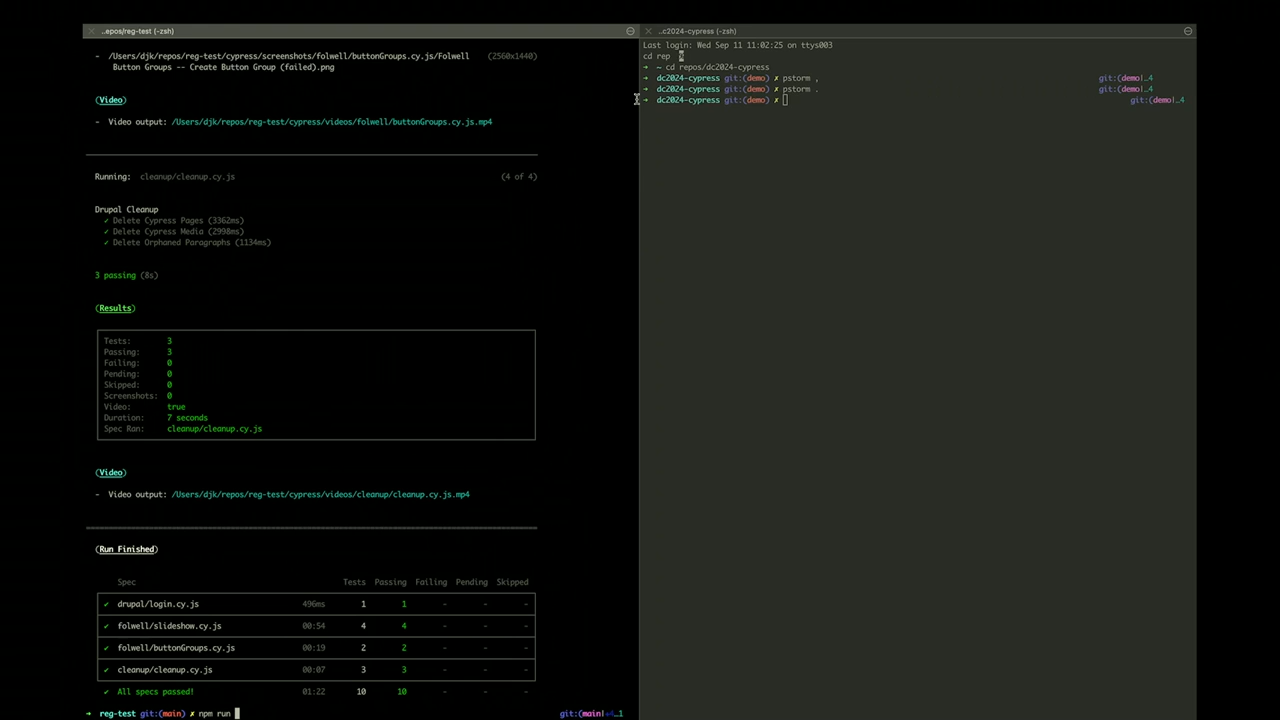 ..epos/reg-test (-zsh)
- /Users/djk/repos/reg-test/cypress/screenshots/folwell/buttonGroups.cy.js/Folwell (2560x1440)
Button Groups -- Create Button Group (failed).png
(Video)
- Video output: /Users/djk/repos/reg-test/cypress/videos/folwell/buttonGroups.cy.js.mp4
Running: cleanup/cleanup.cy.js (4 of 4)
Drupal Cleanup
✓ Delete Cypress Pages (3362ms)
✓ Delete Cypress Media (2998ms)
✓ Delete Orphaned Paragraphs (1134ms)
3 passing (8s)
(Results)
Tests: 3
Passing: 3
Failing: 0
Pending: 0
Skipped: 0
Screenshots: 0
Video: true
Duration: 7 seconds
Spec Ran: cleanup/cleanup.cy.js
(Video)
- Video output: /Users/djk/repos/reg-test/cypress/videos/cleanup/cleanup.cy.js.mp4
(Run Finished)
Spec Tests Passing Failing Pending Skipped
✓ drupal/login.cy.js 496ms 1 1 - - -
✓ folwell/slideshow.cy.js 00:54 4 4 - - -
✓ folwell/buttonGroups.cy.js 00:19 2 2 - - -
✓ cleanup/cleanup.cy.js 00:07 3 3 - - -
✓ All specs passed! 01:22 10 10 - - -
➜ reg-test git:(main) ✗ npm run
..c2024-cypress (-zsh)
Last login: Wed Sep 11 11:02:25 on ttys003
cd rep
➜ ~ cd repos/dc2024-cypress
➜ dc2024-cypress git:(demo) ✗ pstorm , git:(demo|…4
➜ dc2024-cypress git:(demo) ✗ pstorm . git:(demo|…4
➜ dc2024-cypress git:(demo) ✗ git:(demo|…4